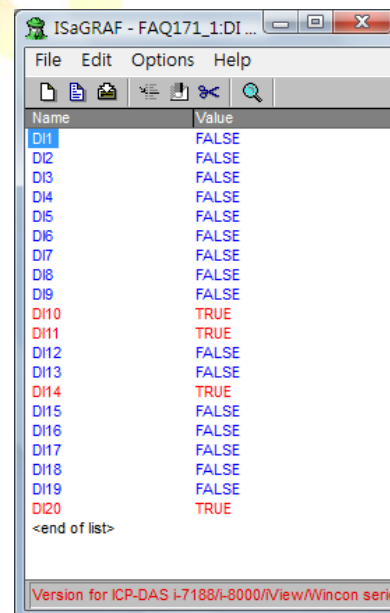 ISaGRAF - FAQ171_1:DI ...
File Edit Options Help
Name Value
DI1 FALSE
DI2 FALSE
DI3 FALSE
DI4 FALSE
DI5 FALSE
DI6 FALSE
DI7 FALSE
DI8 FALSE
DI9 FALSE
DI10 TRUE
DI11 TRUE
DI12 FALSE
DI13 FALSE
DI14 TRUE
DI15 FALSE
DI16 FALSE
DI17 FALSE
DI18 FALSE
DI19 FALSE
DI20 TRUE
<end of list>
Version for ICP-DAS i-7188/i-8000/iView/Wincon seri